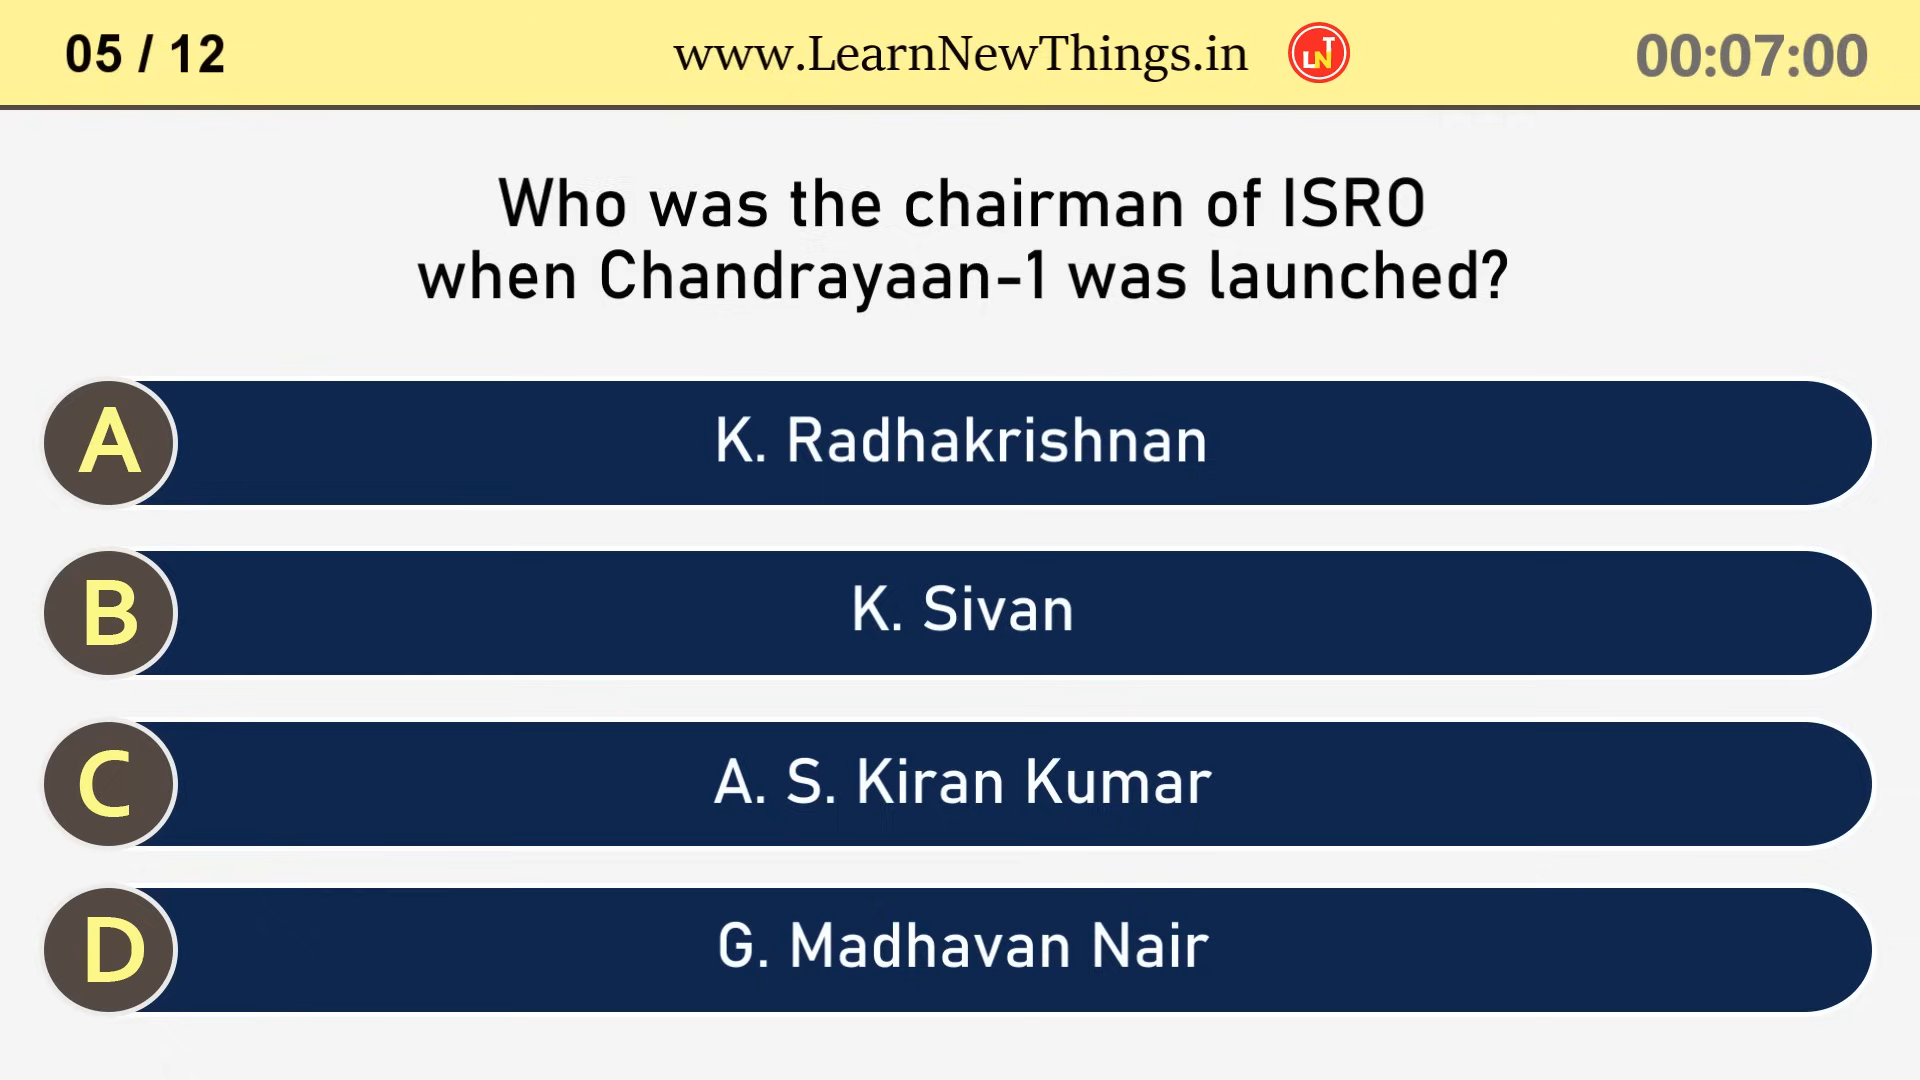 05 / 12
www.LearnNewThings.in
LNT
00:07:00
Who was the chairman of ISRO
when Chandrayaan-1 was launched?
A
K. Radhakrishnan
B
K. Sivan
C
A. S. Kiran Kumar
D
G. Madhavan Nair